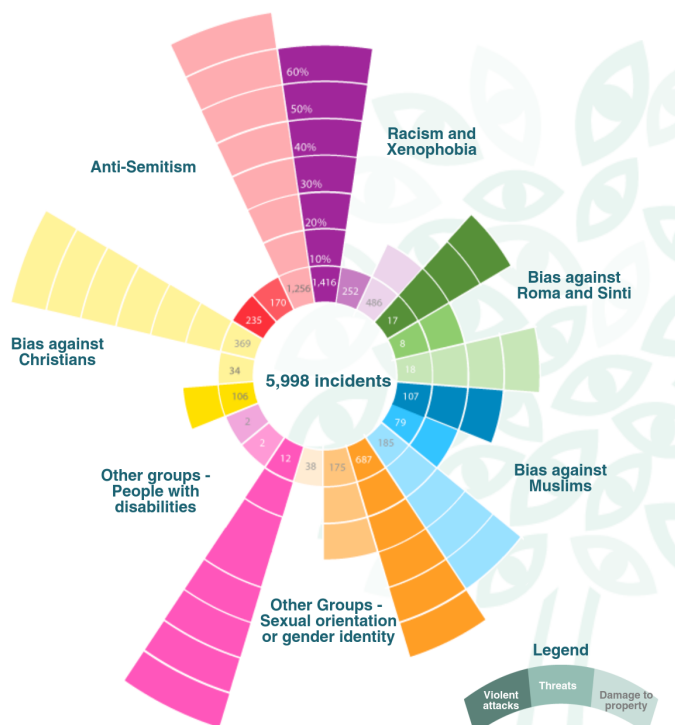 60%
50%
40%
30%
20%
10%
Racism and
Xenophobia
Anti-Semitism
1,256
1,416
252
486
170
235
Bias against
Roma and Sinti
17
8
18
Bias against
Christians
369
34
106
5,998 incidents
107
79
185
Bias against
Muslims
2
2
12
38
175
687
Other groups -
People with
disabilities
Other Groups -
Sexual orientation
or gender identity
Legend
Violent
attacks
Threats
Damage to
property